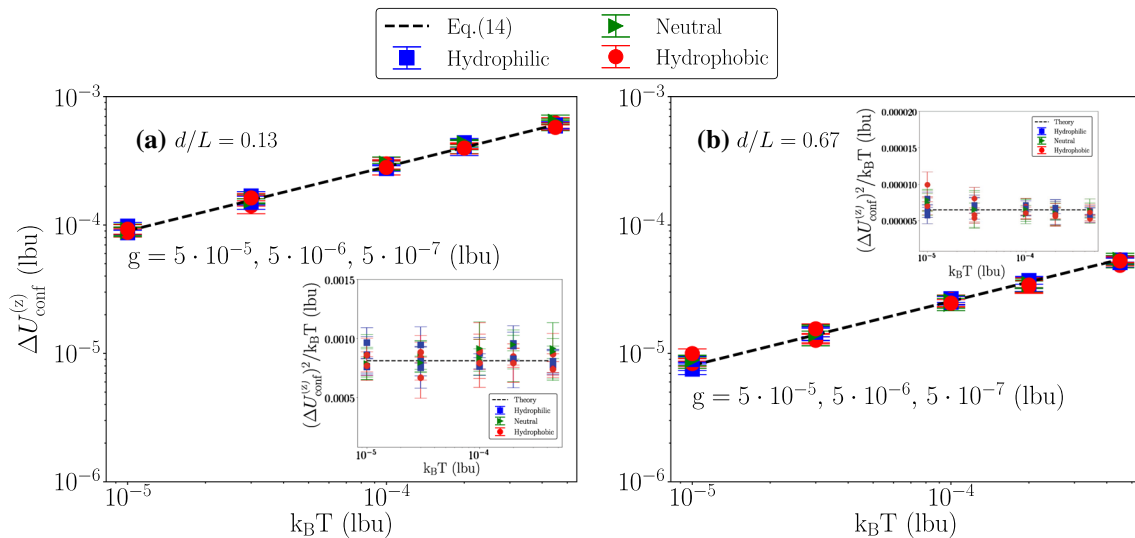 Eq.(14)
Hydrophilic
Neutral
Hydrophobic
(a) d/L = 0.13
10⁻³
10⁻⁴
10⁻⁵
10⁻⁶
ΔU_conf^(z) (lbu)
g = 5 · 10⁻⁵, 5 · 10⁻⁶, 5 · 10⁻⁷ (lbu)
0.0015
0.0010
0.0005
(ΔU_conf^(z))²/k_BT (lbu)
Theory
Hydrophilic
Neutral
Hydrophobic
10⁻⁵
10⁻⁴
k_BT (lbu)
10⁻⁵
10⁻⁴
k_BT (lbu)
(b) d/L = 0.67
10⁻³
10⁻⁴
10⁻⁵
10⁻⁶
0.000020
0.000015
0.000010
0.000005
(ΔU_conf^(z))²/k_BT (lbu)
Theory
Hydrophilic
Neutral
Hydrophobic
10⁻⁵
10⁻⁴
k_BT (lbu)
g = 5 · 10⁻⁵, 5 · 10⁻⁶, 5 · 10⁻⁷ (lbu)
10⁻⁵
10⁻⁴
k_BT (lbu)